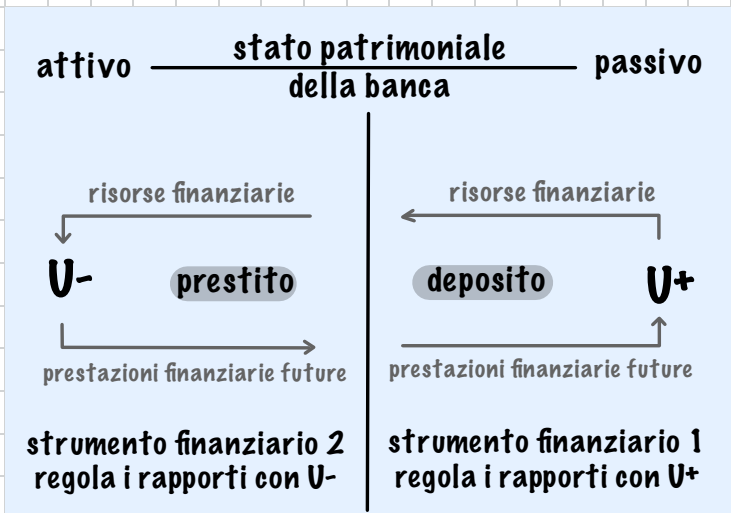 attivo
stato patrimoniale
della banca
passivo
risorse finanziarie
U-
prestito
prestazioni finanziarie future
strumento finanziario 2
regola i rapporti con U-
risorse finanziarie
deposito
U+
prestazioni finanziarie future
strumento finanziario 1
regola i rapporti con U+